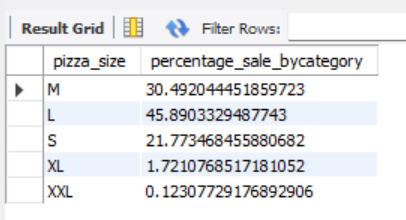 Result Grid Filter Rows:
pizza_size percentage_sale_bycategory
M 30.492044451859723
L 45.8903329487743
S 21.773468455880682
XL 1.7210768517181052
XXL 0.12307729176892906